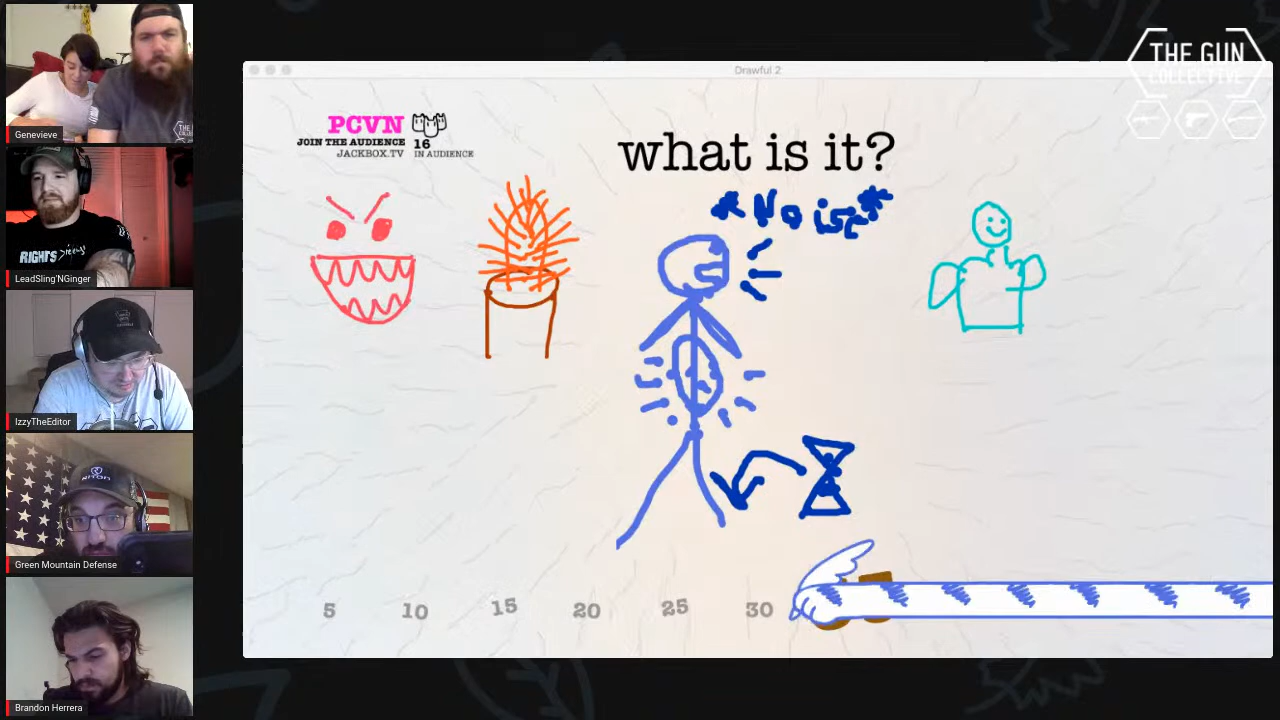 Drawful 2
THE GUN
COLLECTIVE
PCVN
JOIN THE AUDIENCE
JACKBOX.TV
16
IN AUDIENCE
what is it?
*Noise*
Genevieve
RIGHTS
LeadSling'NGinger
IzzyTheEditor
Green Mountain Defense
Brandon Herrera
5 10 15 20 25 30